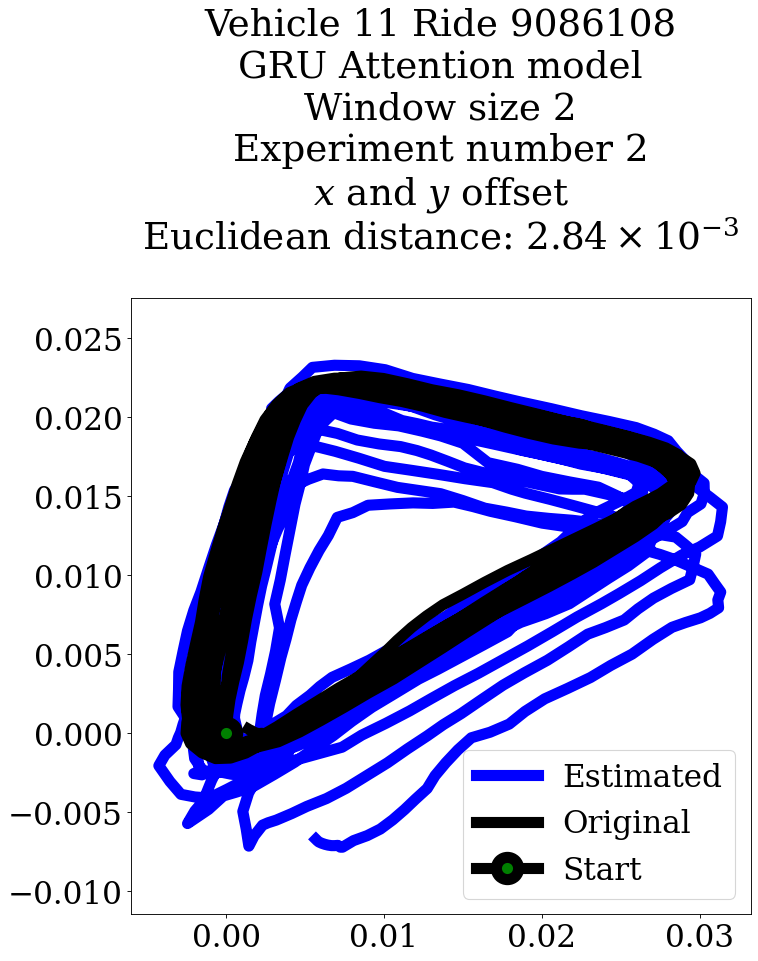 Vehicle 11 Ride 9086108
GRU Attention model
Window size 2
Experiment number 2
x and y offset
Euclidean distance: 2.84 × 10⁻³
0.025
0.020
0.015
0.010
0.005
0.000
−0.005
−0.010
Estimated
Original
Start
0.00 0.01 0.02 0.03